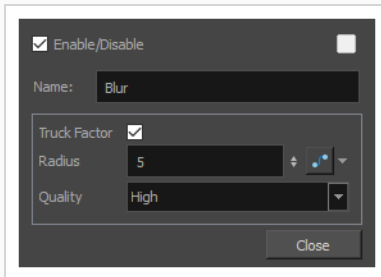 Enable/Disable
Name: Blur
Truck Factor
Radius 5
Quality High
Close